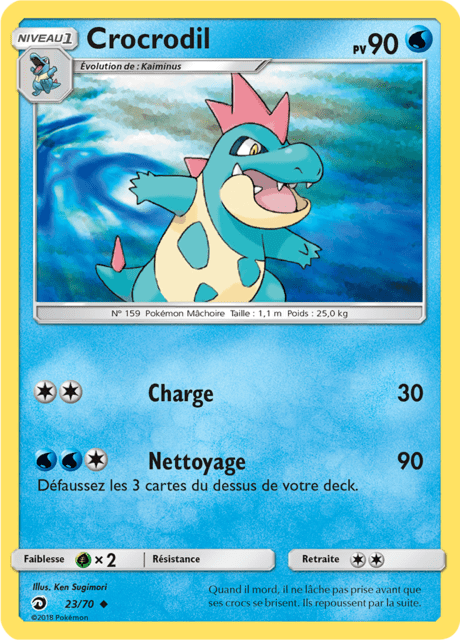 NIVEAU 1 Crocrodil PV 90
Évolution de : Kaiminus
N° 159 Pokémon Mâchoire Taille : 1,1 m Poids : 25,0 kg
Charge 30
Nettoyage 90
Défaussez les 3 cartes du dessus de votre deck.
Faiblesse × 2 Résistance Retraite
Illus. Ken Sugimori
23/70
©2018 Pokémon
Quand il mord, il ne lâche pas prise avant que
ses crocs se brisent. Ils repoussent par la suite.